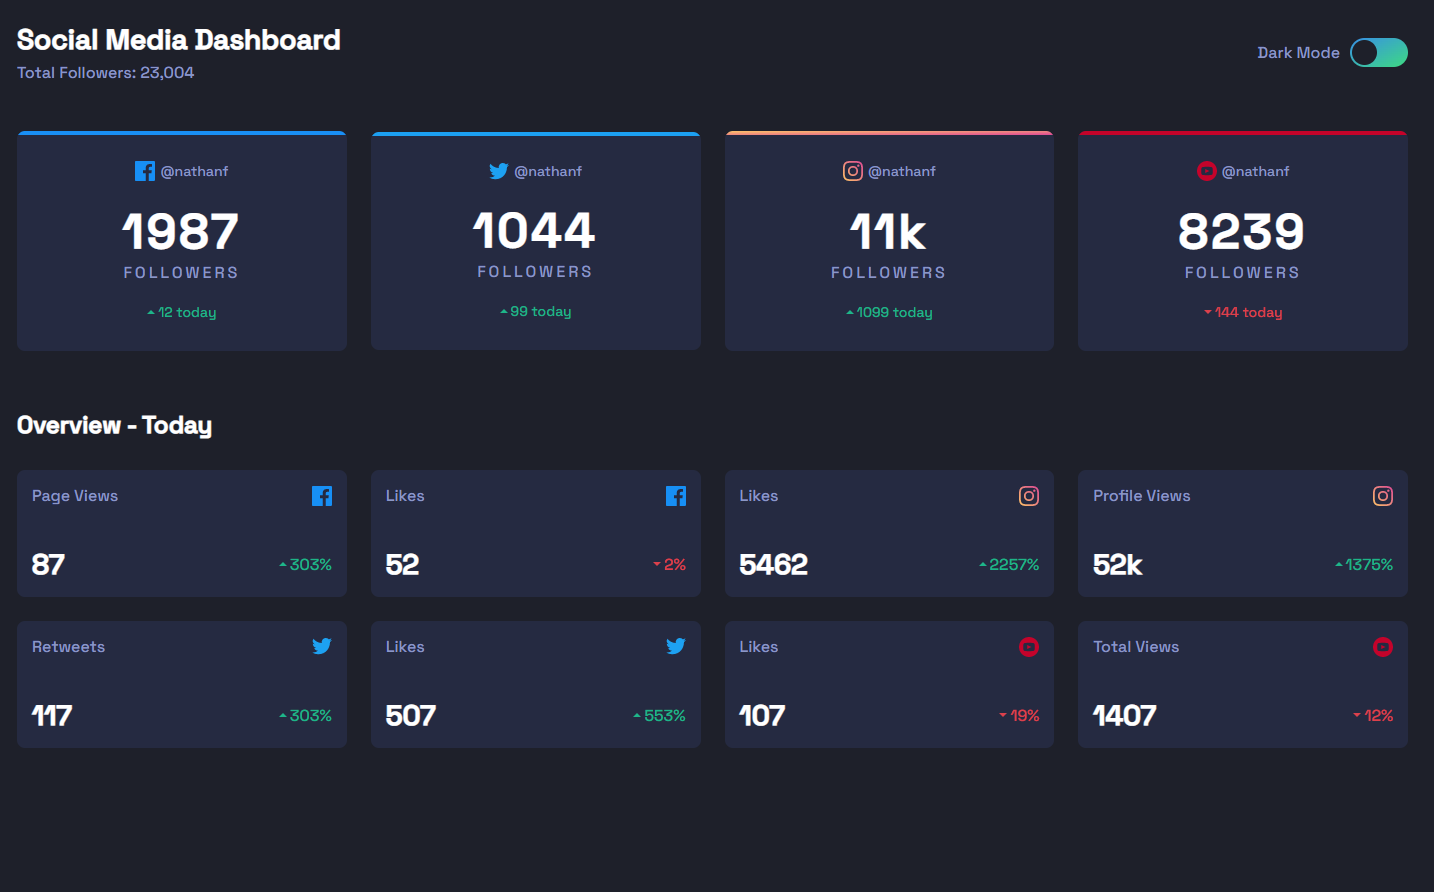 Social Media Dashboard
Total Followers: 23,004
Dark Mode
@nathanf
1987
FOLLOWERS
12 today
@nathanf
1044
FOLLOWERS
99 today
@nathanf
11k
FOLLOWERS
1099 today
@nathanf
8239
FOLLOWERS
144 today
Overview - Today
Page Views
87
303%
Likes
52
2%
Likes
5462
2257%
Profile Views
52k
1375%
Retweets
117
303%
Likes
507
553%
Likes
107
19%
Total Views
1407
12%